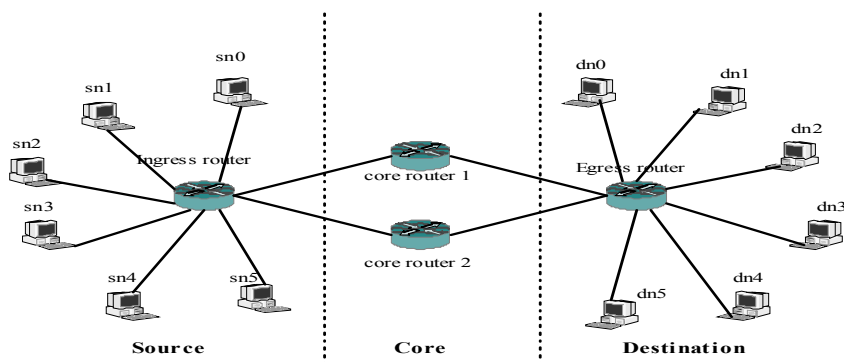 sn0
sn1
sn2
sn3
sn4
sn5
Ingress router
core router 1
core router 2
Egress router
dn0
dn1
dn2
dn3
dn4
dn5
Source
Core
Destination